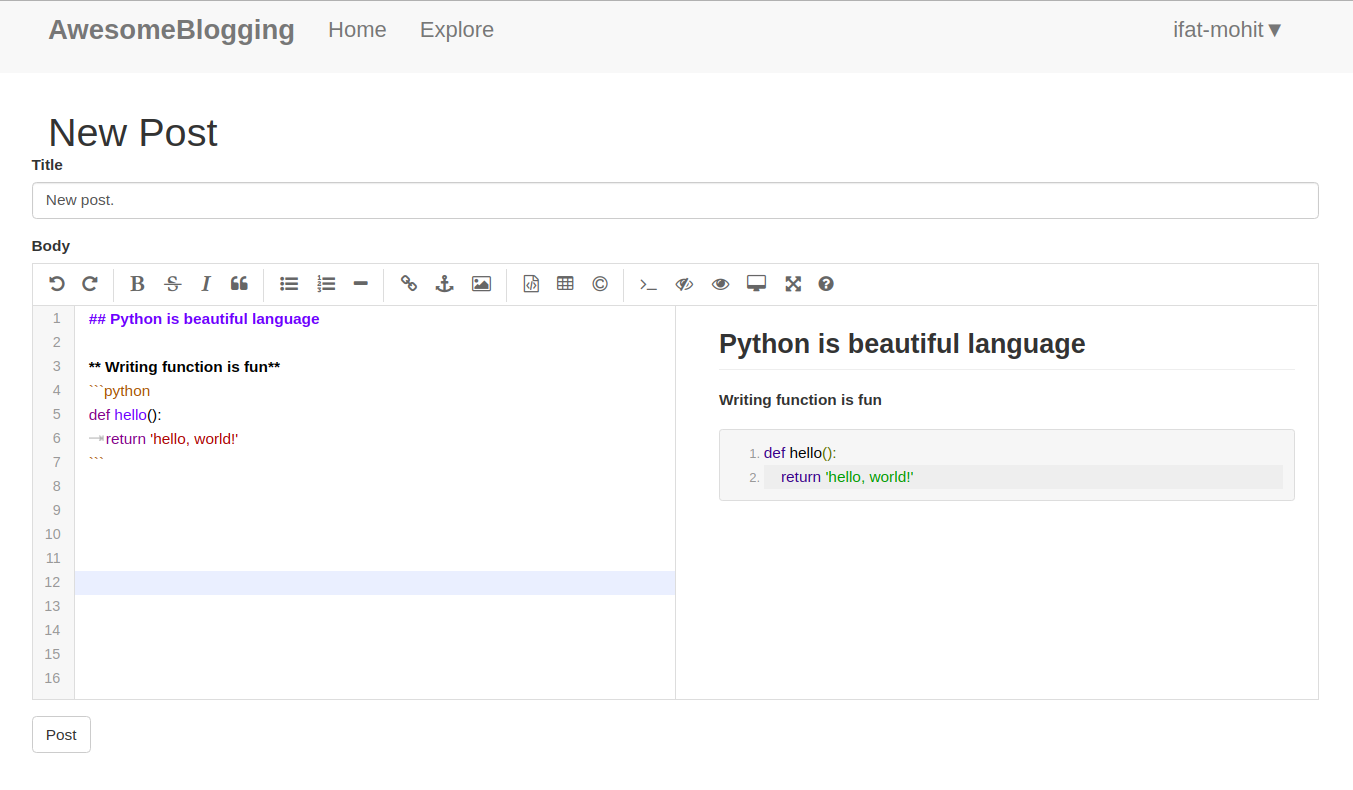 AwesomeBlogging Home Explore ifat-mohit▼
New Post
Title
New post.
Body
1 ## Python is beautiful language
2
3 ** Writing function is fun**
4 ```python
5 def hello():
6 return 'hello, world!'
7 ```
8
9
10
11
12
13
14
15
16
Python is beautiful language
Writing function is fun
1. def hello():
2. return 'hello, world!'
Post